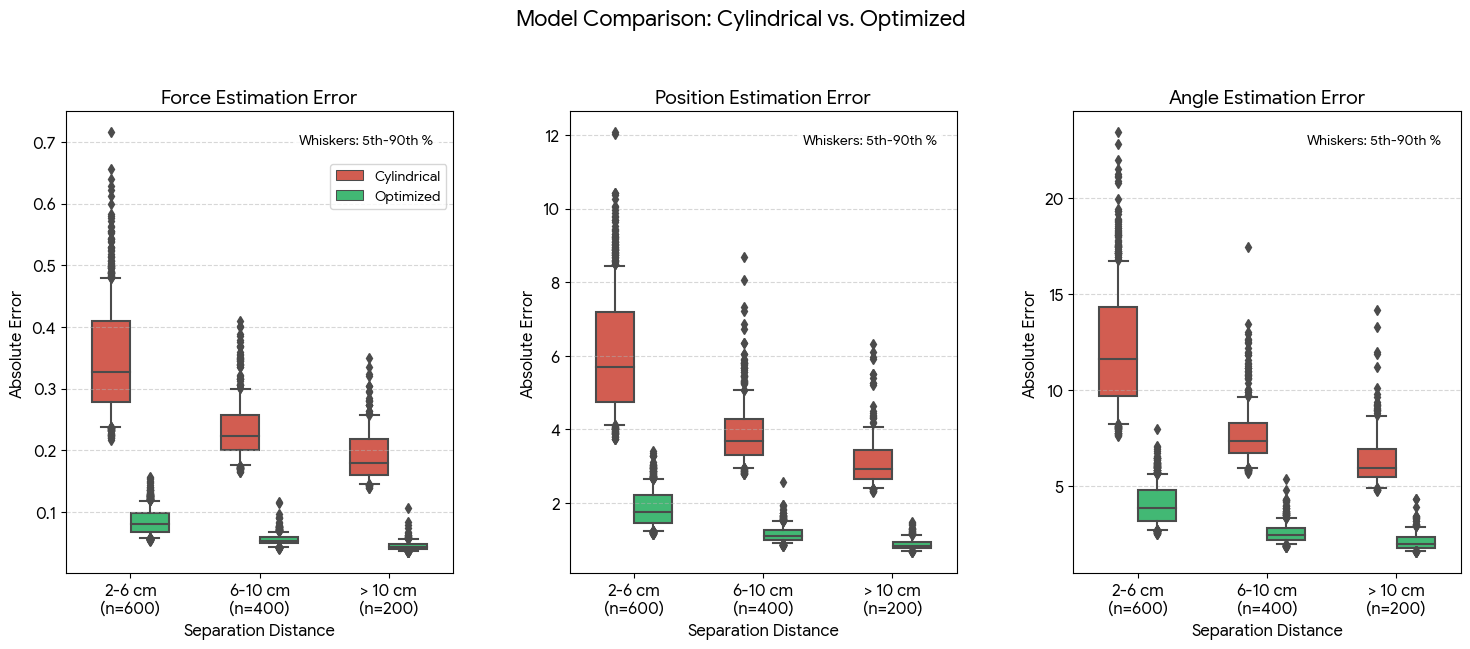 Model Comparison: Cylindrical vs. Optimized
Force Estimation Error
Whiskers: 5th-90th %
Cylindrical
Optimized
Absolute Error
0.7
0.6
0.5
0.4
0.3
0.2
0.1
2-6 cm
(n=600)
6-10 cm
(n=400)
> 10 cm
(n=200)
Separation Distance
Position Estimation Error
Whiskers: 5th-90th %
Absolute Error
12
10
8
6
4
2
2-6 cm
(n=600)
6-10 cm
(n=400)
> 10 cm
(n=200)
Separation Distance
Angle Estimation Error
Whiskers: 5th-90th %
Absolute Error
20
15
10
5
2-6 cm
(n=600)
6-10 cm
(n=400)
> 10 cm
(n=200)
Separation Distance